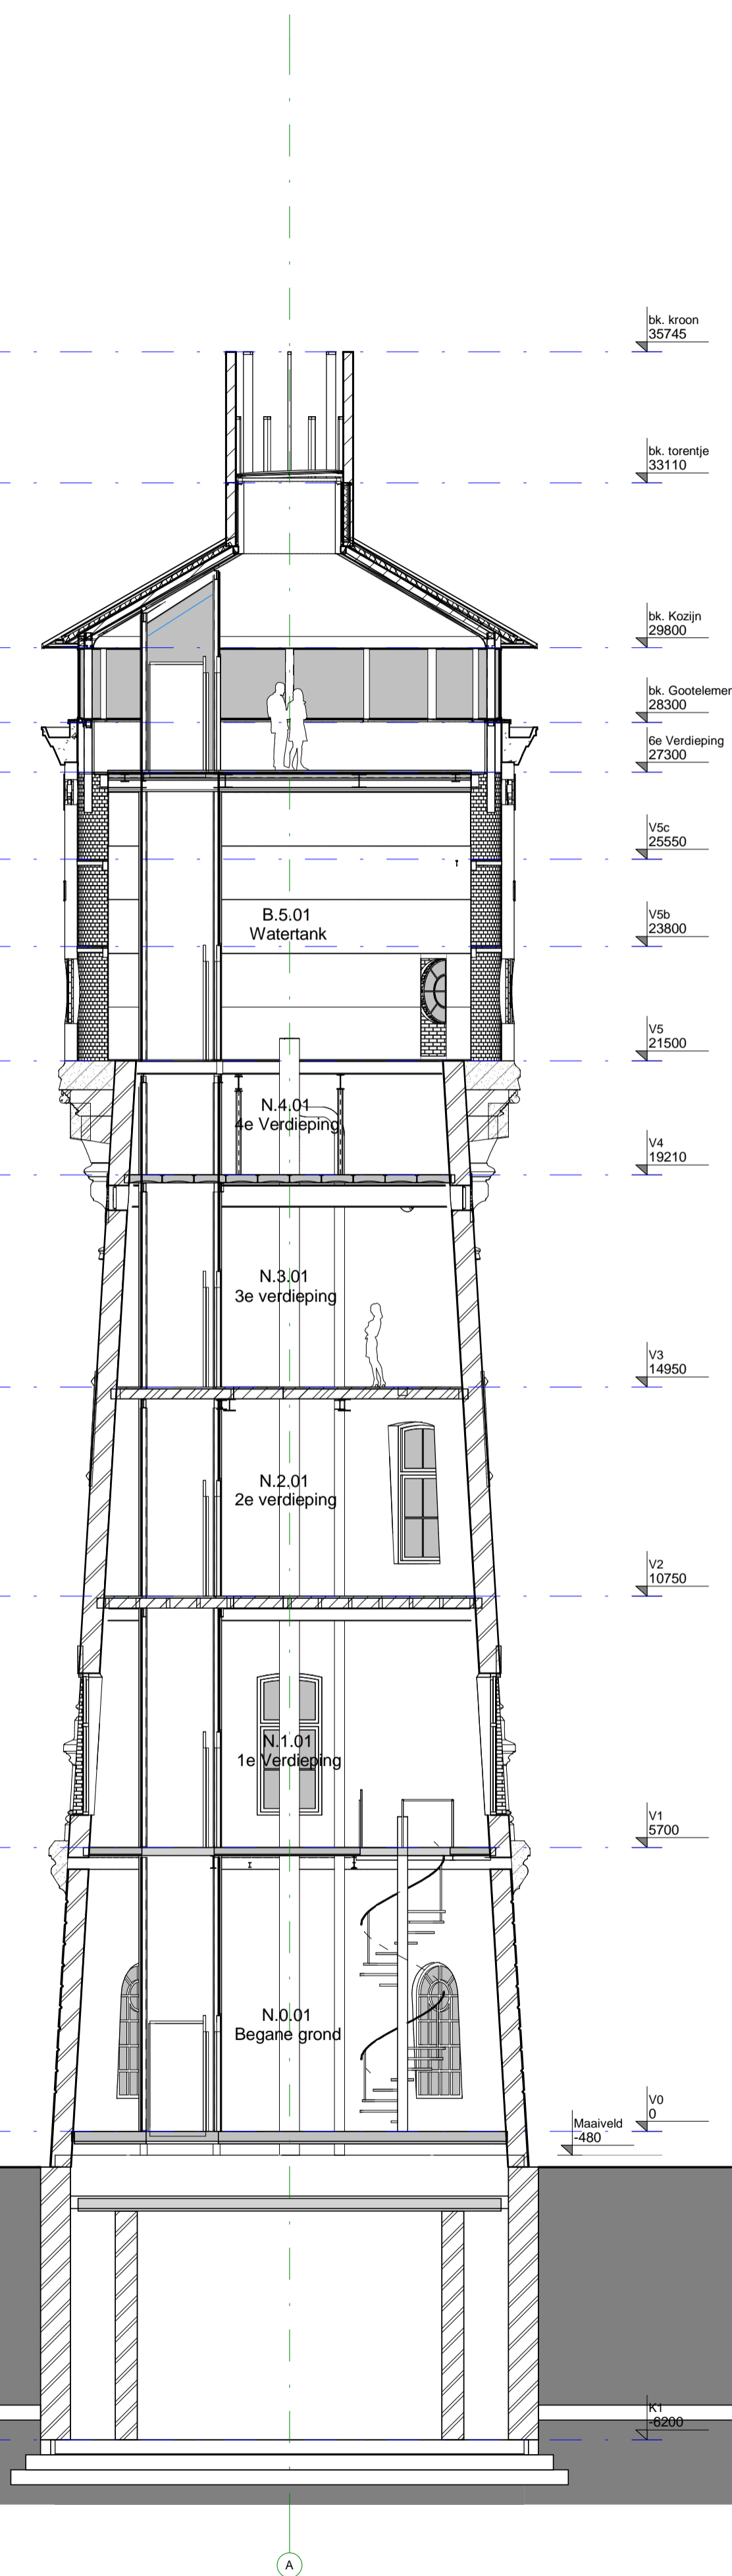 bk. kroon
35745
bk. torentje
33110
bk. Kozijn
29800
bk. Gootelemen
28300
6e Verdieping
27300
V5c
25550
B.5.01
Watertank
V5b
23800
V5
21500
N.4.01
4e Verdieping
V4
19210
N.3.01
3e verdieping
V3
14950
N.2.01
2e verdieping
V2
10750
N.1.01
1e Verdieping
V1
5700
N.0.01
Begane grond
V0
0
Maaiveld
-480
K1
-6200
A